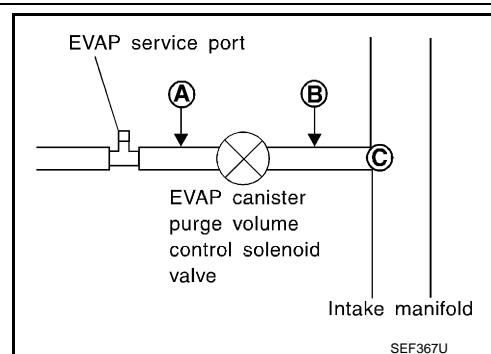 EVAP service port
A
B
C
EVAP canister
purge volume
control solenoid
valve
Intake manifold
SEF367U